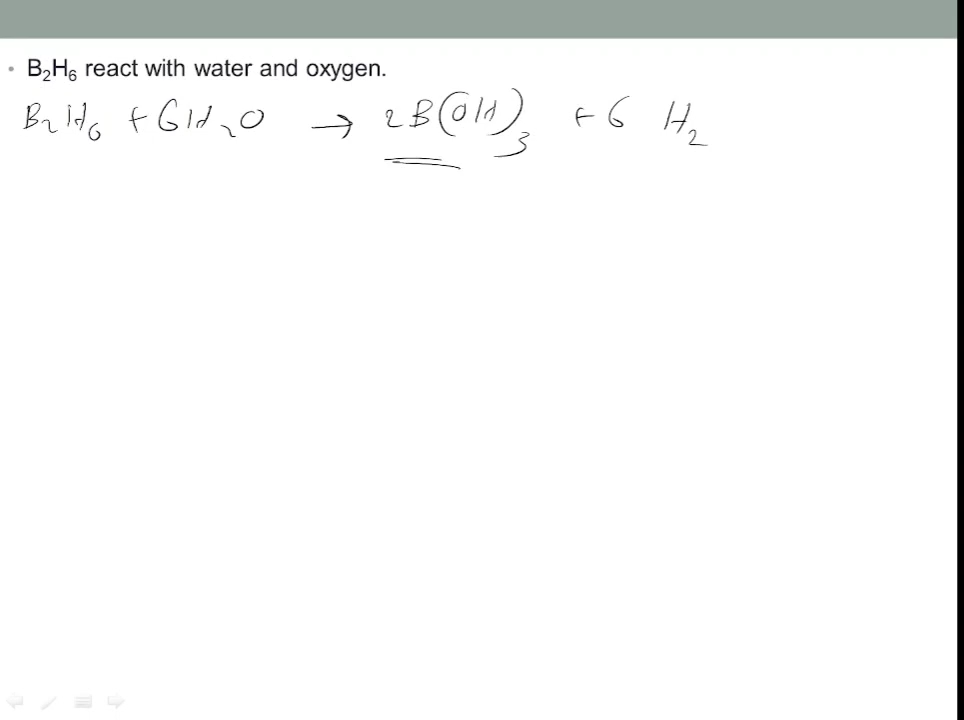 • B₂H₆ react with water and oxygen.
B₂H₆ + 6H₂O → 2B(OH)₃ + 6 H₂